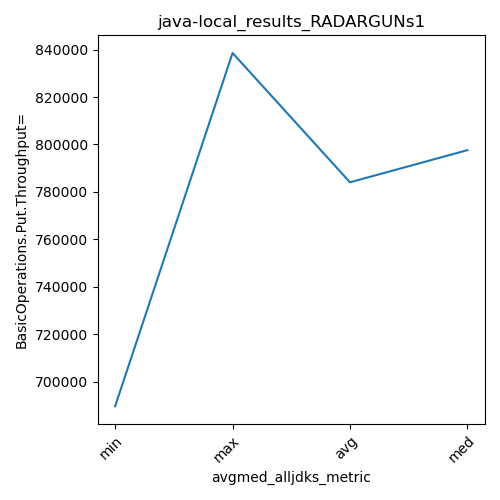 java-local_results_RADARGUNs1
BasicOperations.Put.Throughput=
840000
820000
800000
780000
760000
740000
720000
700000
min
max
avg
med
avgmed_alljdks_metric